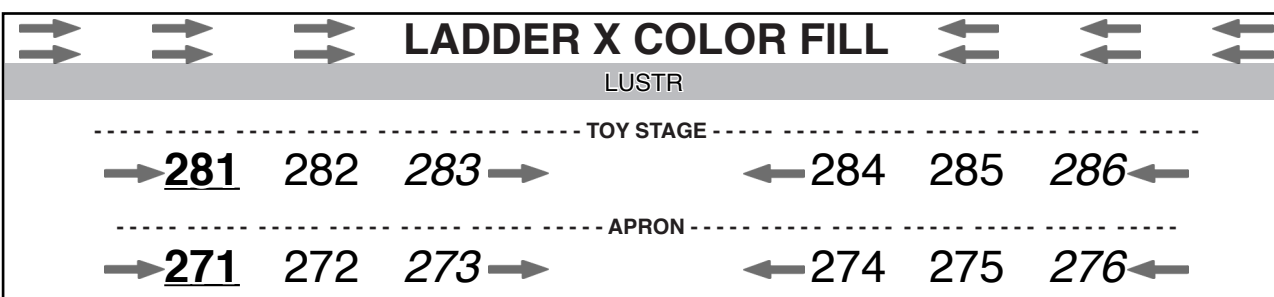 LADDER X COLOR FILL
LUSTR
TOY STAGE
281 282 283 284 285 286
APRON
271 272 273 274 275 276